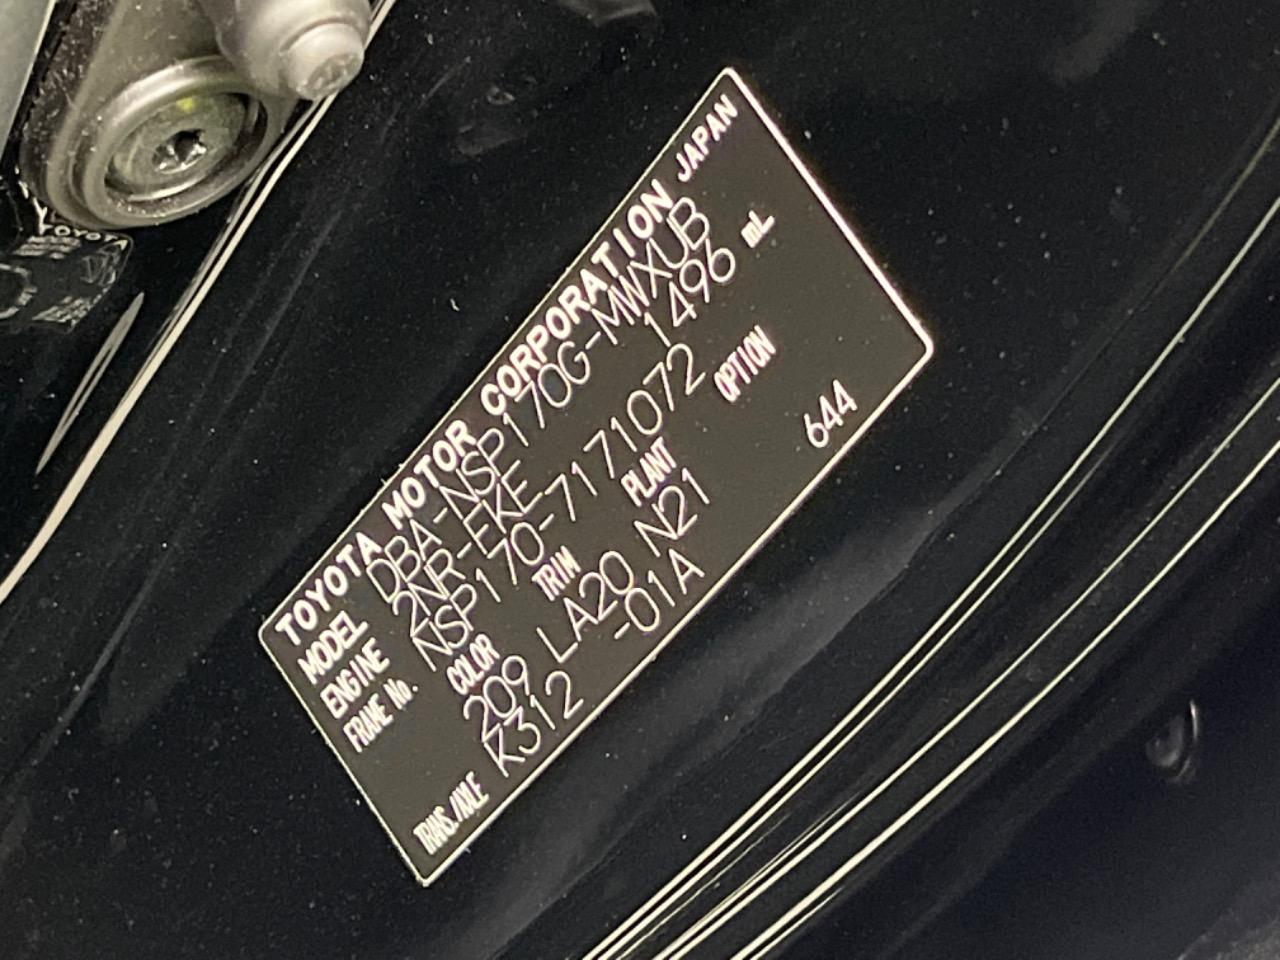 TOYOTA
TOYOTA MOTOR CORPORATION JAPAN
MODEL DBA-NSP170G-MWXUB
ENGINE 2NR-FKE 1496 mL
FRAME No. NSP170-7171072
COLOR TRIM PLANT OPTION
209 LA20 N21 644
TRANS./AXLE K312 -01A